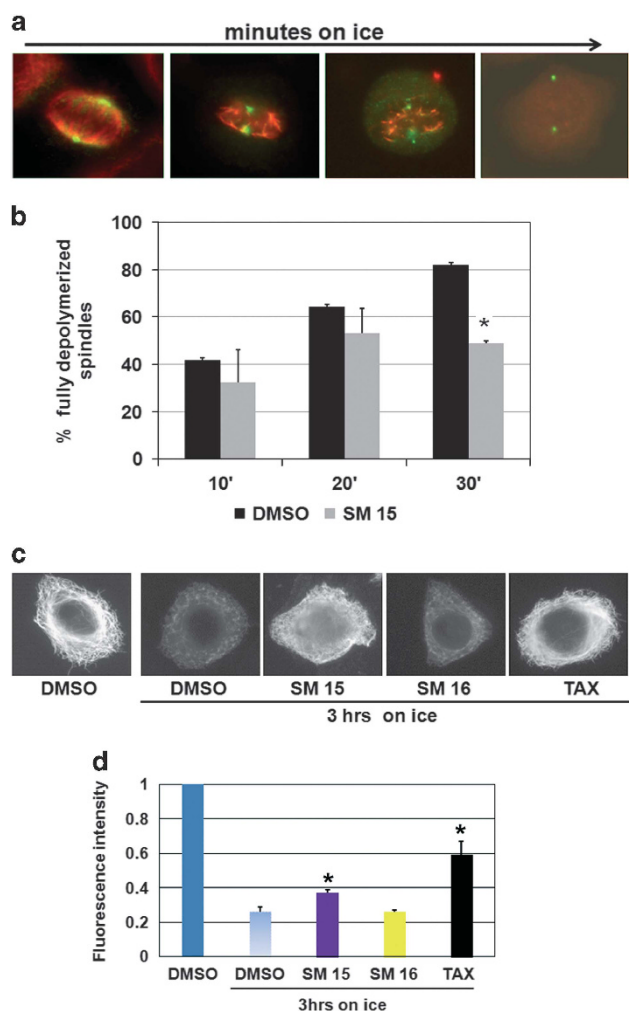 a
minutes on ice
b
% fully depolymerized spindles
100
80
60
40
20
0
*
10' 20' 30'
DMSO SM 15
c
DMSO DMSO SM 15 SM 16 TAX
3 hrs on ice
d
Fluorescence intensity
1
0.8
0.6
0.4
0.2
0
* *
DMSO DMSO SM 15 SM 16 TAX
3hrs on ice